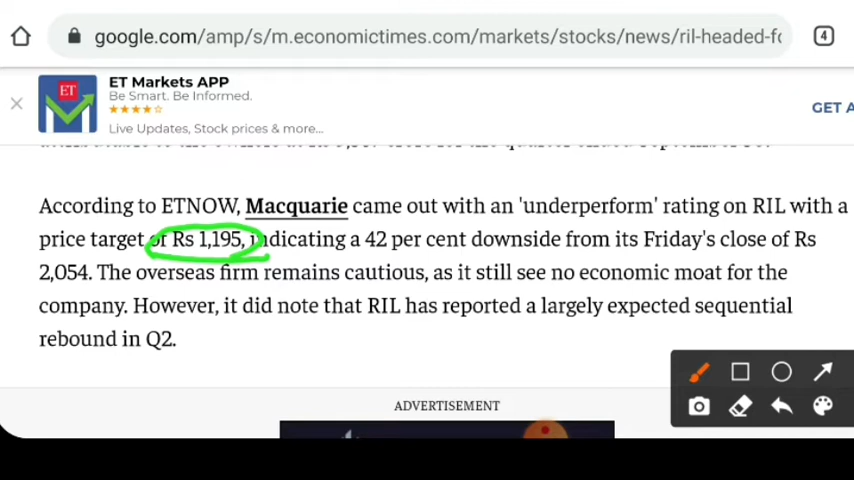 google.com/amp/s/m.economictimes.com/markets/stocks/news/ril-headed-fo
4
ET Markets APP
Be Smart. Be Informed.
Live Updates, Stock prices & more...
GET A
ET
According to ETNOW, Macquarie came out with an 'underperform' rating on RIL with a
price target of Rs 1,195, indicating a 42 per cent downside from its Friday's close of Rs
2,054. The overseas firm remains cautious, as it still see no economic moat for the
company. However, it did note that RIL has reported a largely expected sequential
rebound in Q2.
ADVERTISEMENT